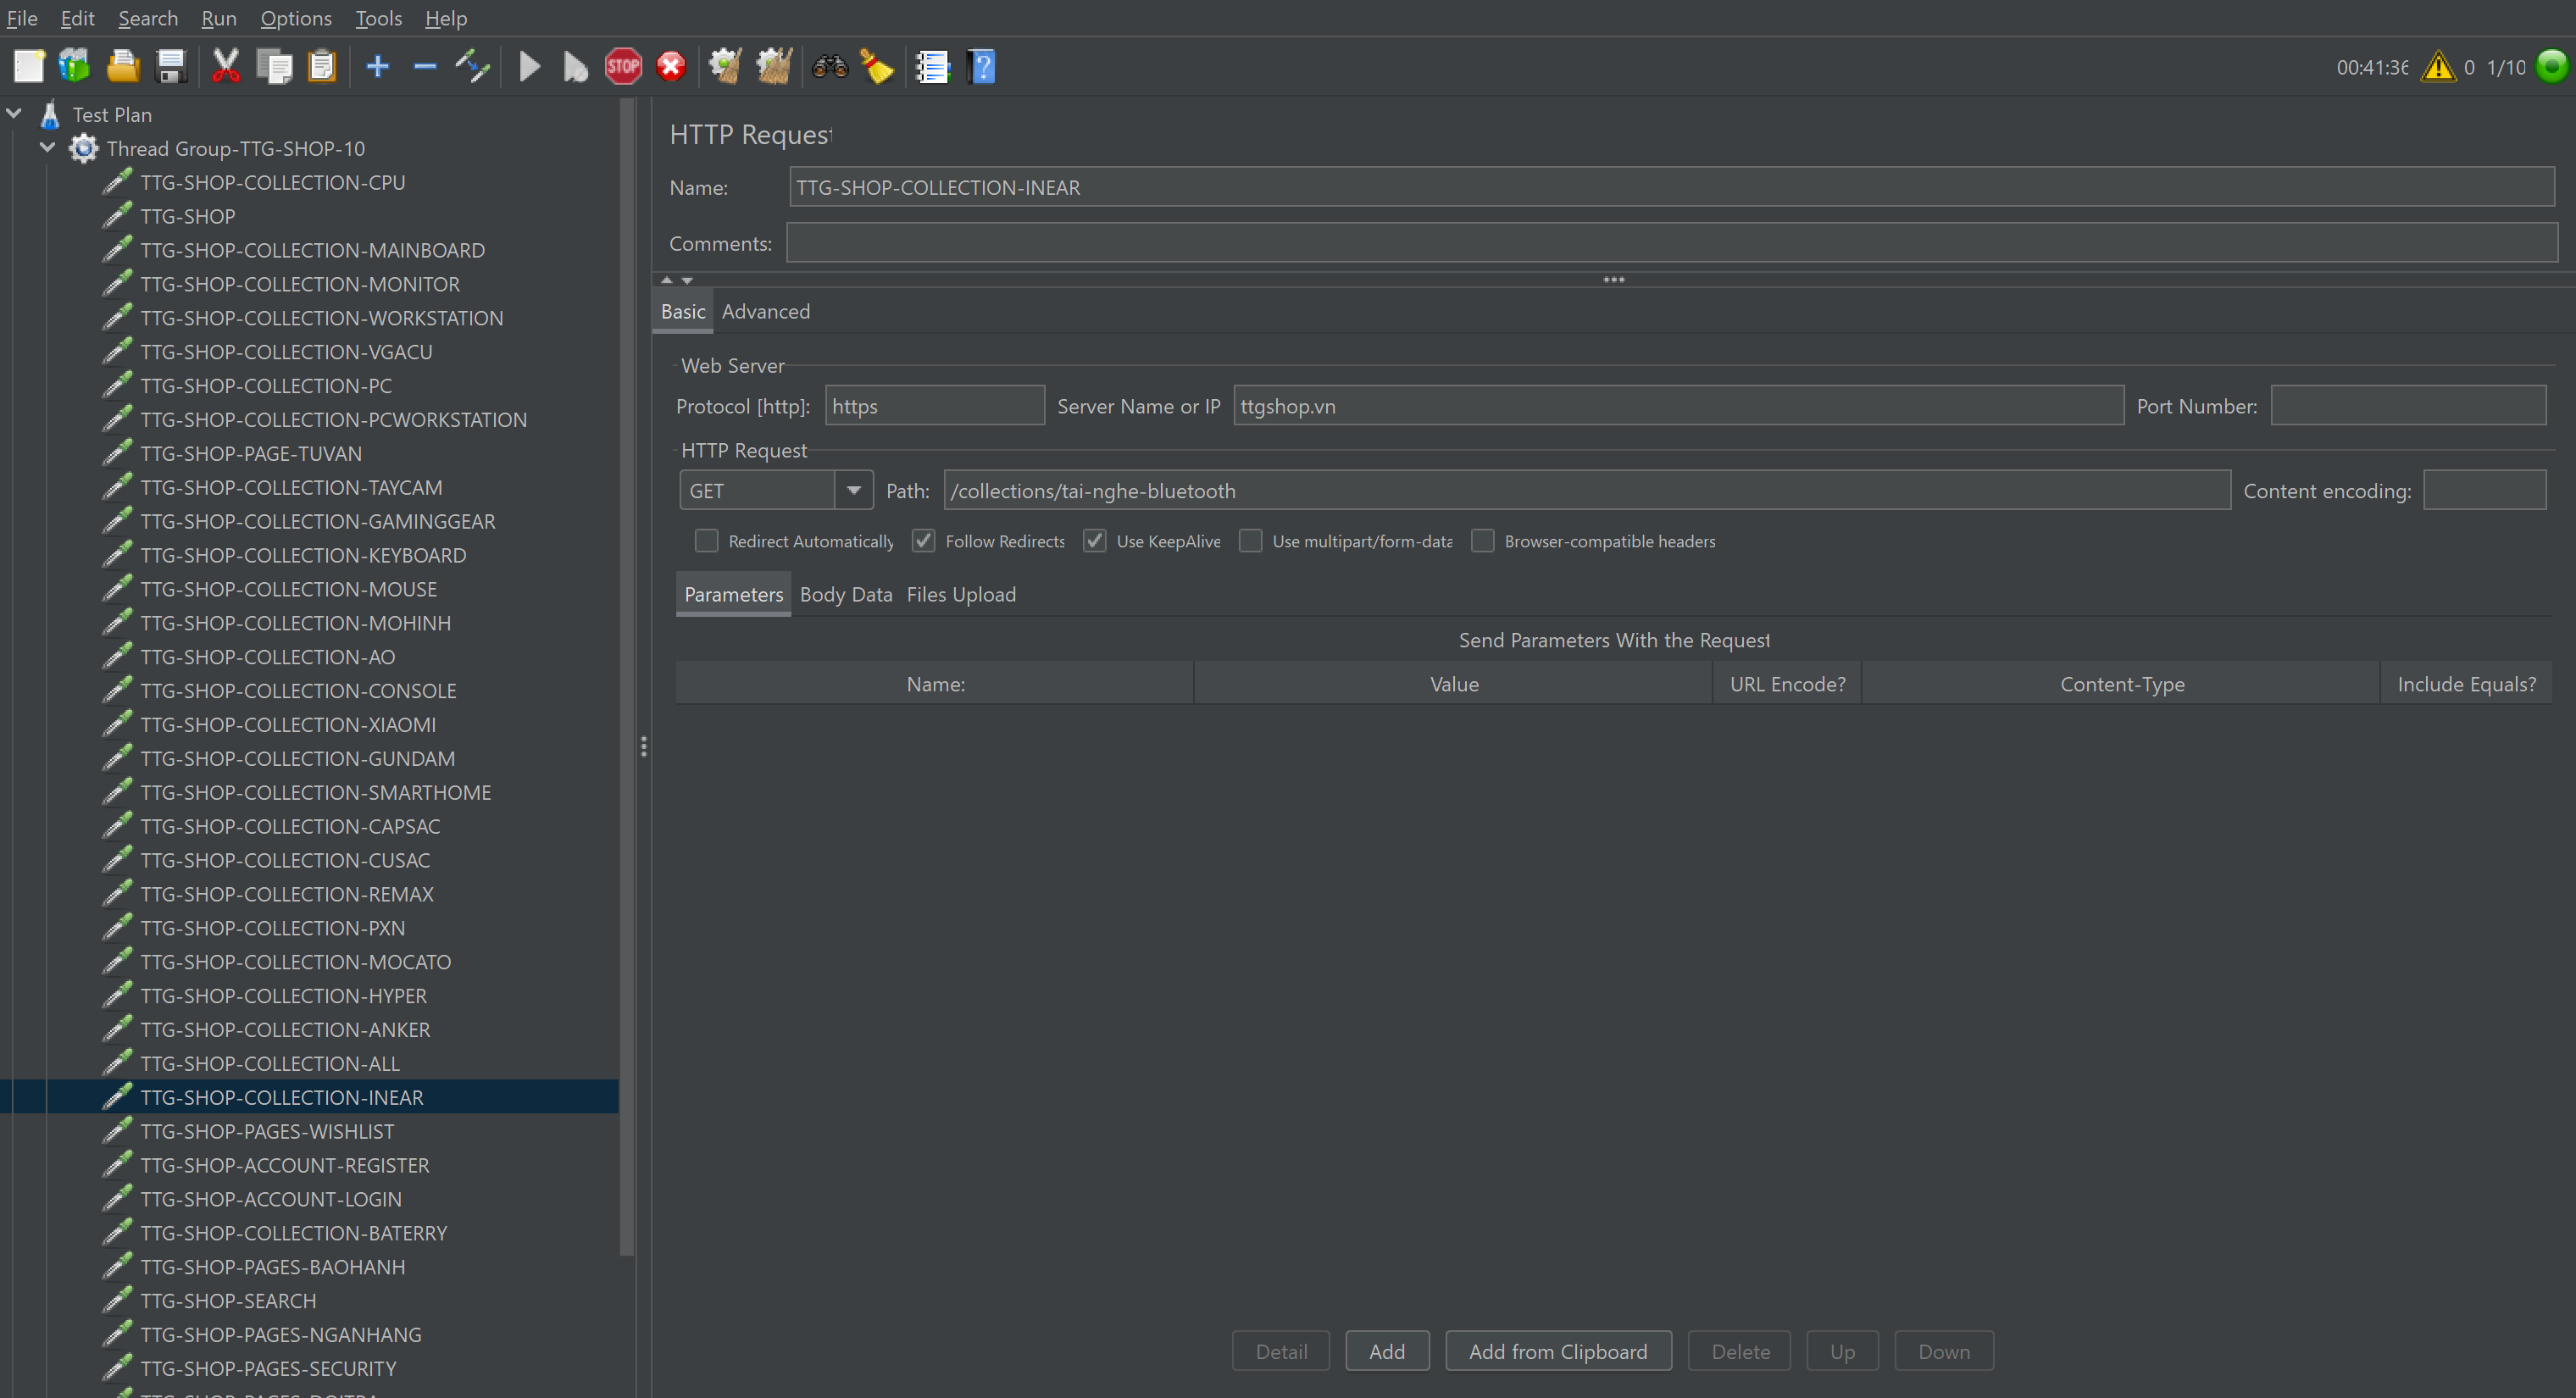 File Edit Search Run Options Tools Help
STOP
00:41:36 0 1/10
Test Plan
Thread Group-TTG-SHOP-10
TTG-SHOP-COLLECTION-CPU
TTG-SHOP
TTG-SHOP-COLLECTION-MAINBOARD
TTG-SHOP-COLLECTION-MONITOR
TTG-SHOP-COLLECTION-WORKSTATION
TTG-SHOP-COLLECTION-VGACU
TTG-SHOP-COLLECTION-PC
TTG-SHOP-COLLECTION-PCWORKSTATION
TTG-SHOP-PAGE-TUVAN
TTG-SHOP-COLLECTION-TAYCAM
TTG-SHOP-COLLECTION-GAMINGGEAR
TTG-SHOP-COLLECTION-KEYBOARD
TTG-SHOP-COLLECTION-MOUSE
TTG-SHOP-COLLECTION-MOHINH
TTG-SHOP-COLLECTION-AO
TTG-SHOP-COLLECTION-CONSOLE
TTG-SHOP-COLLECTION-XIAOMI
TTG-SHOP-COLLECTION-GUNDAM
TTG-SHOP-COLLECTION-SMARTHOME
TTG-SHOP-COLLECTION-CAPSAC
TTG-SHOP-COLLECTION-CUSAC
TTG-SHOP-COLLECTION-REMAX
TTG-SHOP-COLLECTION-PXN
TTG-SHOP-COLLECTION-MOCATO
TTG-SHOP-COLLECTION-HYPER
TTG-SHOP-COLLECTION-ANKER
TTG-SHOP-COLLECTION-ALL
TTG-SHOP-COLLECTION-INEAR
TTG-SHOP-PAGES-WISHLIST
TTG-SHOP-ACCOUNT-REGISTER
TTG-SHOP-ACCOUNT-LOGIN
TTG-SHOP-COLLECTION-BATERRY
TTG-SHOP-PAGES-BAOHANH
TTG-SHOP-SEARCH
TTG-SHOP-PAGES-NGANHANG
TTG-SHOP-PAGES-SECURITY
HTTP Request
Name: TTG-SHOP-COLLECTION-INEAR
Comments:
Basic Advanced
Web Server
Protocol [http]: https Server Name or IP ttgshop.vn Port Number:
HTTP Request
GET Path: /collections/tai-nghe-bluetooth Content encoding:
Redirect Automatically Follow Redirects Use KeepAlive Use multipart/form-data Browser-compatible headers
Parameters Body Data Files Upload
Send Parameters With the Request
Name: Value URL Encode? Content-Type Include Equals?
Detail Add Add from Clipboard Delete Up Down